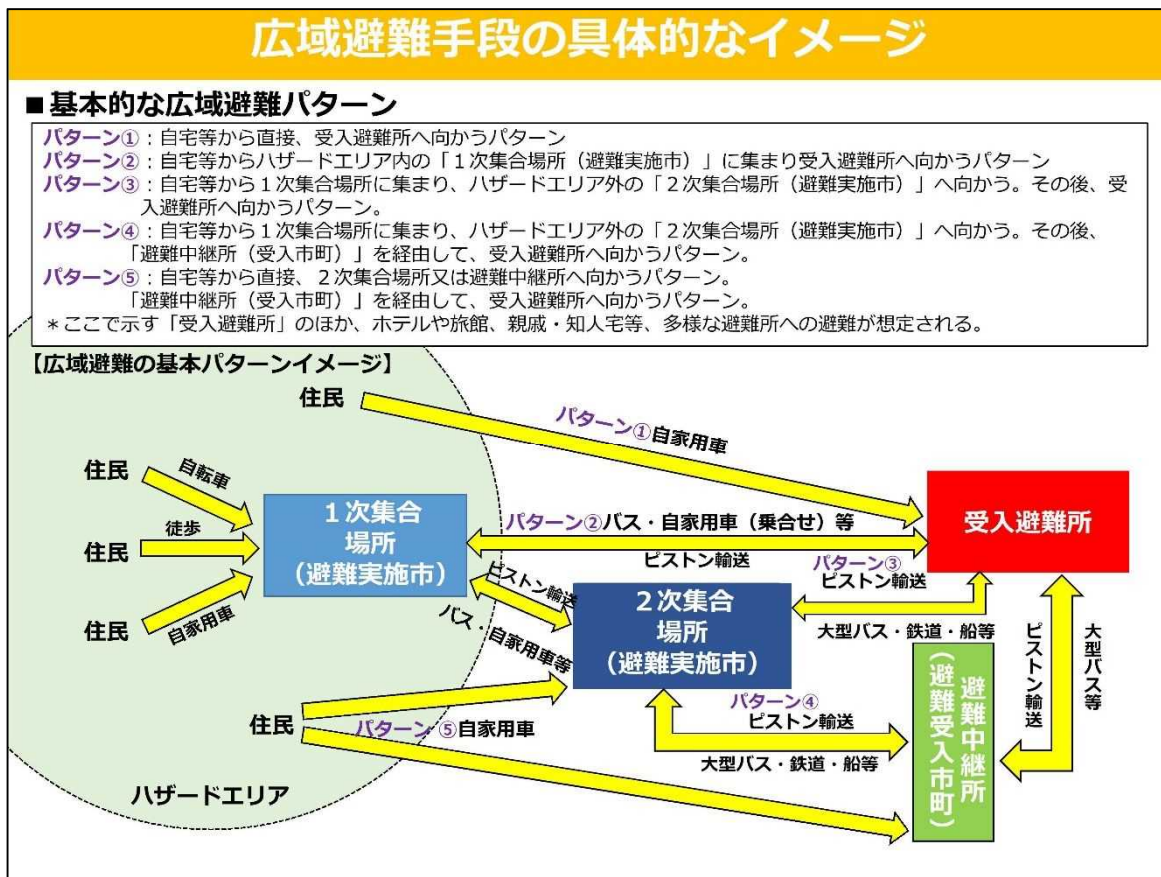 広域避難手段の具体的なイメージ
■基本的な広域避難パターン
パターン①：自宅等から直接、受入避難所へ向かうパターン
パターン②：自宅等からハザードエリア内の「１次集合場所（避難実施市）」に集まり受入避難所へ向かうパターン
パターン③：自宅等から１次集合場所に集まり、ハザードエリア外の「２次集合場所（避難実施市）」へ向かう。その後、受
入避難所へ向かうパターン。
パターン④：自宅等から１次集合場所に集まり、ハザードエリア外の「２次集合場所（避難実施市）」へ向かう。その後、
「避難中継所（受入市町）」を経由して、受入避難所へ向かうパターン。
パターン⑤：自宅等から直接、２次集合場所又は避難中継所へ向かうパターン。
「避難中継所（受入市町）」を経由して、受入避難所へ向かうパターン。
＊ここで示す「受入避難所」のほか、ホテルや旅館、親戚・知人宅等、多様な避難所への避難が想定される。
【広域避難の基本パターンイメージ】
住民
パターン①自家用車
住民
自転車
住民
徒歩
住民
自家用車
１次集合
場所
（避難実施市）
パターン②バス・自家用車（乗合せ）等
ピストン輸送
受入避難所
ピストン輸送
バス・自家用車等
２次集合
場所
（避難実施市）
パターン③
ピストン輸送
大型バス・鉄道・船等
ピストン輸送
大型バス等
住民
パターン⑤自家用車
パターン④
ピストン輸送
大型バス・鉄道・船等
避難中継所
（避難受入市町）
ハザードエリア